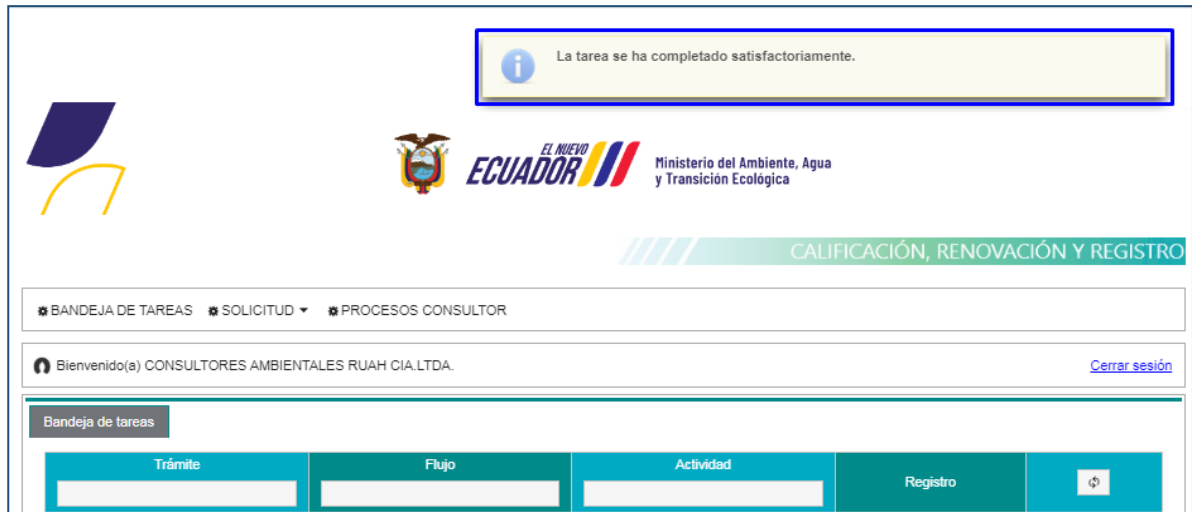 La tarea se ha completado satisfactoriamente.
EL NUEVO
ECUADOR
Ministerio del Ambiente, Agua
y Transición Ecológica
CALIFICACIÓN, RENOVACIÓN Y REGISTRO
BANDEJA DE TAREAS SOLICITUD PROCESOS CONSULTOR
Bienvenido(a) CONSULTORES AMBIENTALES RUAH CIA.LTDA. Cerrar sesión
Bandeja de tareas
Trámite Flujo Actividad Registro